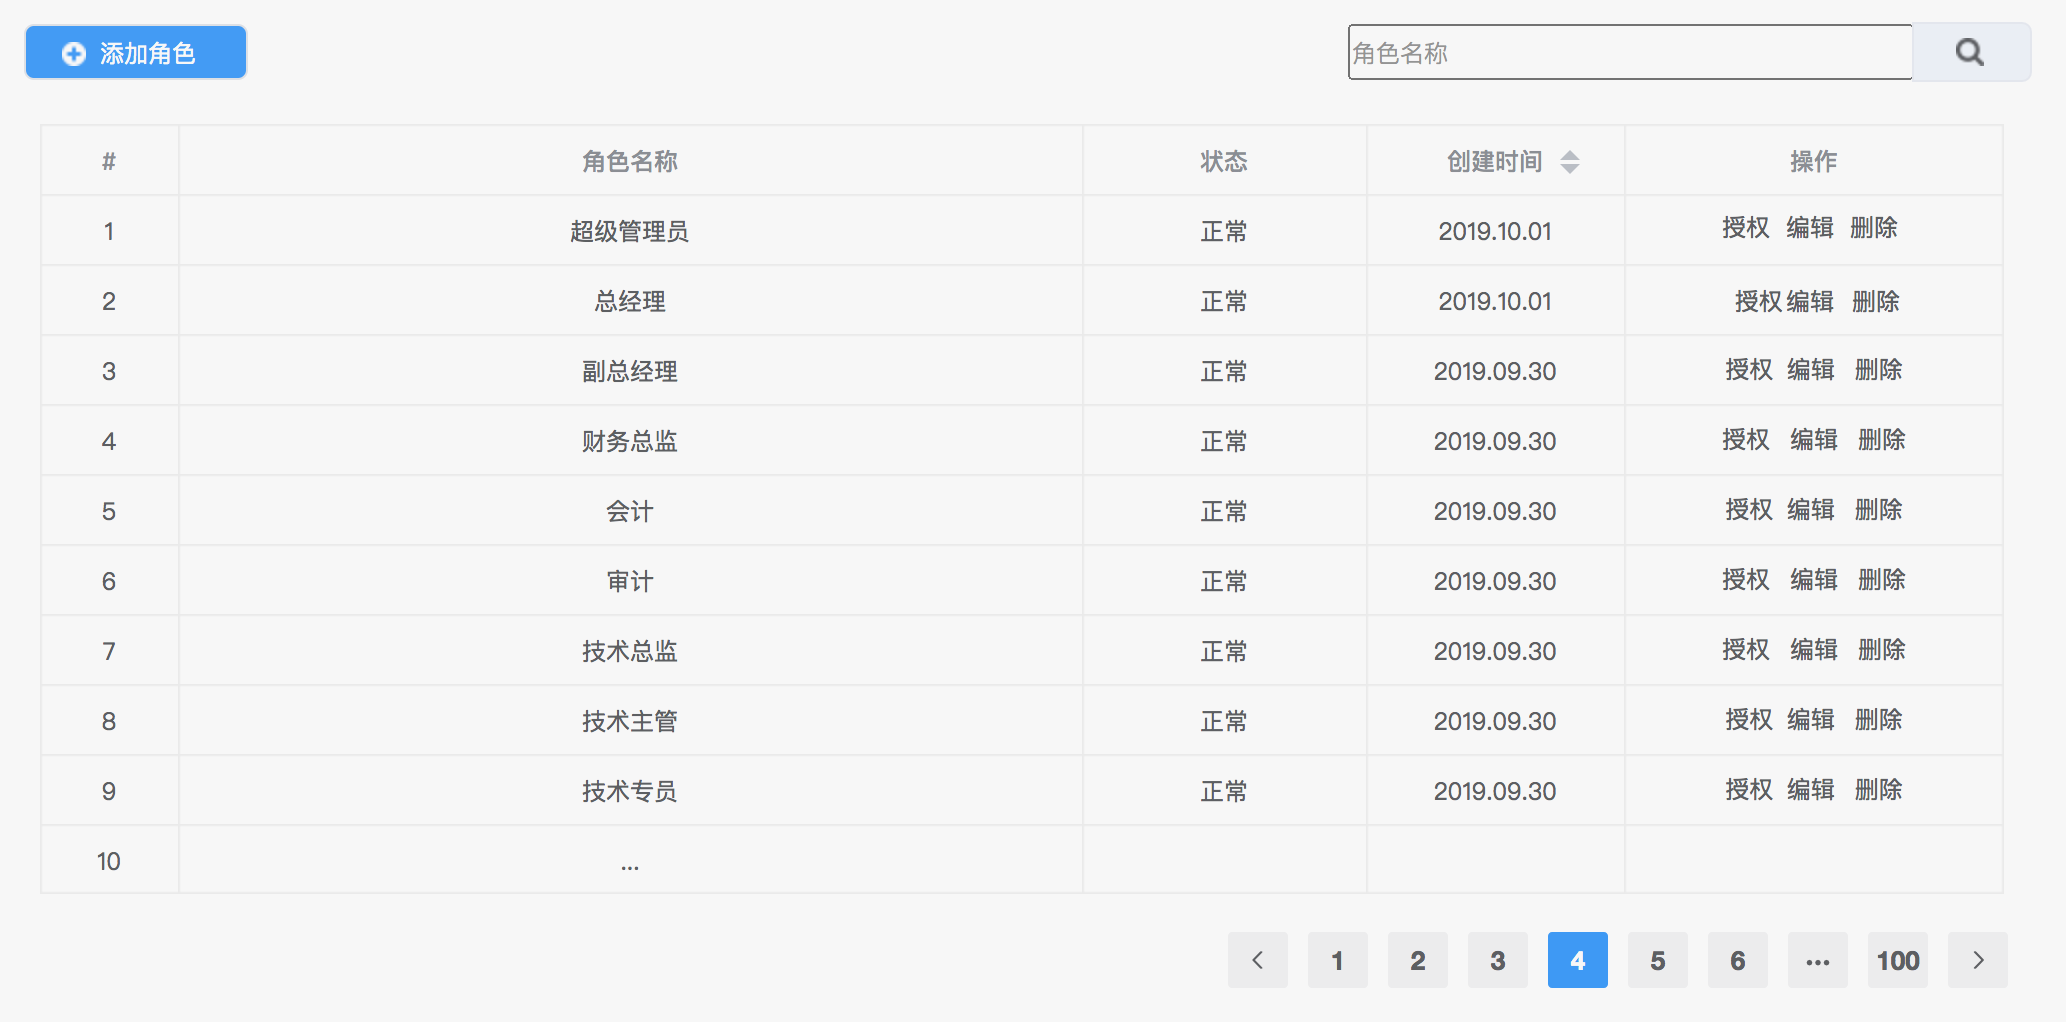 添加角色
角色名称
# 角色名称 状态 创建时间 操作
1 超级管理员 正常 2019.10.01 授权 编辑 删除
2 总经理 正常 2019.10.01 授权 编辑 删除
3 副总经理 正常 2019.09.30 授权 编辑 删除
4 财务总监 正常 2019.09.30 授权 编辑 删除
5 会计 正常 2019.09.30 授权 编辑 删除
6 审计 正常 2019.09.30 授权 编辑 删除
7 技术总监 正常 2019.09.30 授权 编辑 删除
8 技术主管 正常 2019.09.30 授权 编辑 删除
9 技术专员 正常 2019.09.30 授权 编辑 删除
10 ...
1 2 3 4 5 6 ... 100